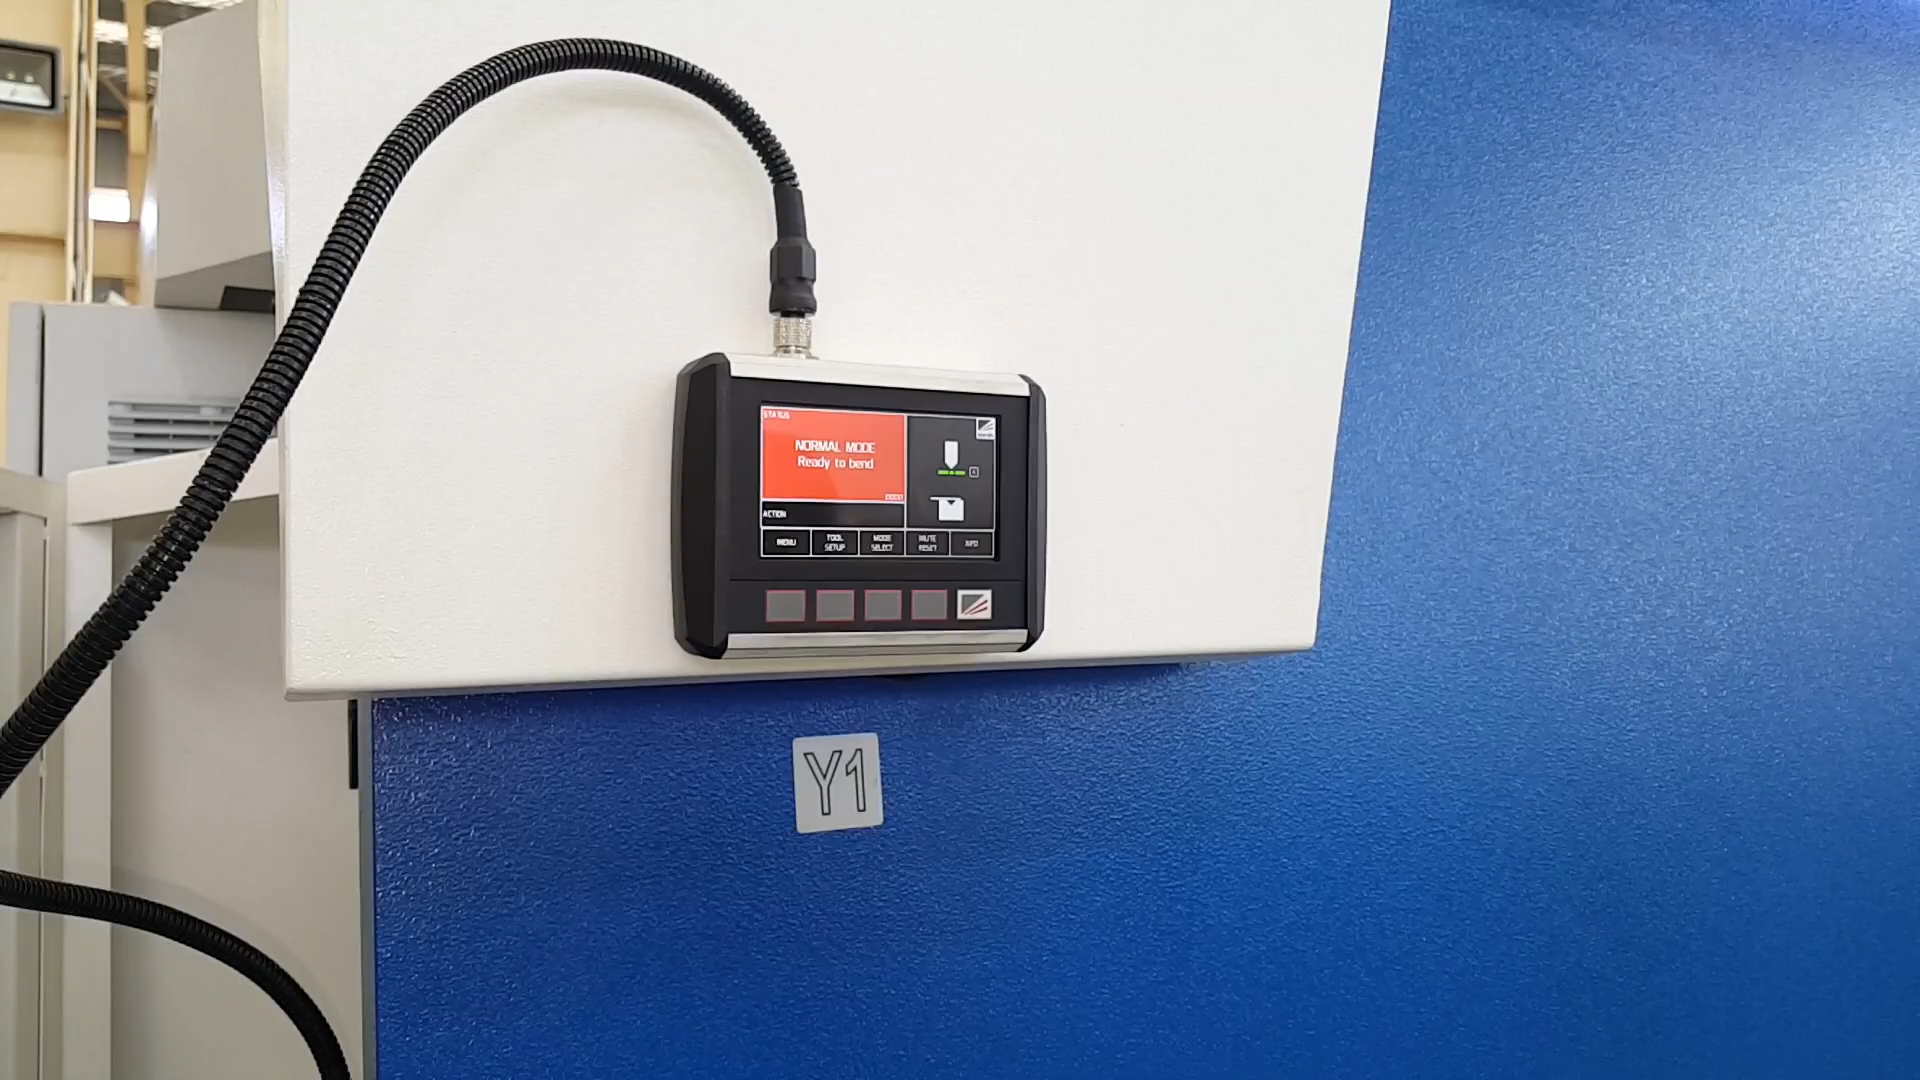 STATUS
NORMAL MODE
Ready to bend
ACTION
MENU
TOOL
SETUP
MODE
SELECT
MUTE
RESET
INFO
Y1